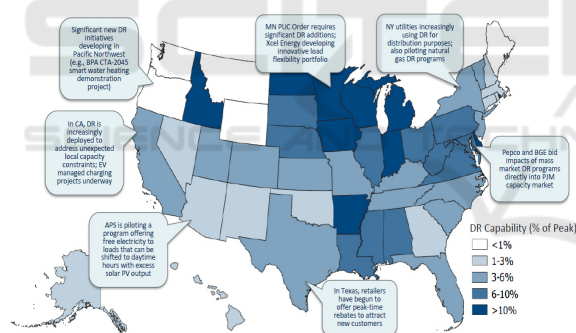 Significant new DR
initiatives developing in
Pacific Northwest
(e.g., BPA CTA-2045
smart water heating
demonstration
project)
MN PUC Order requires
significant DR additions;
Xcel Energy developing
innovative load
flexibility portfolio
NY utilities increasingly
using DR for
distribution purposes;
also piloting natural
gas DR programs
In CA, DR is
increasingly
deployed to
address unexpected
local capacity
constraints; EV
managed charging
projects underway
Pepco and BGE bid
impacts of mass
market DR programs
directly into PJM
capacity market
APS is piloting a
program offering
free electricity to
loads that can be
shifted to daytime
hours with excess
solar PV output
In Texas, retailers
have begun to
offer peak-time
rebates to attract
new customers
DR Capability (% of Peak)
<1%
1-3%
3-6%
6-10%
>10%